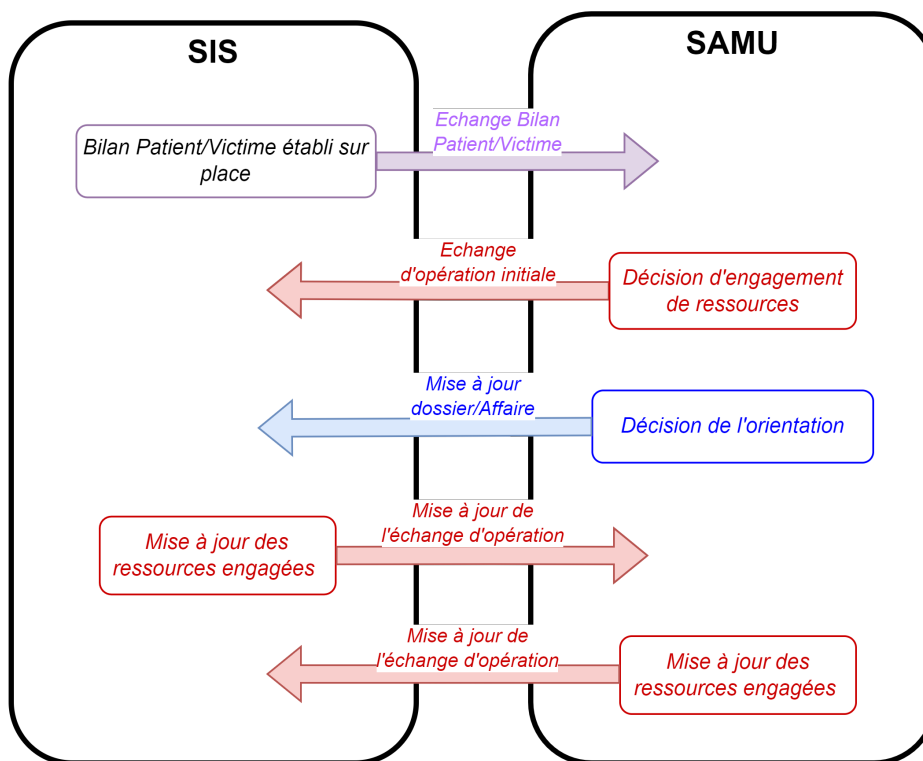 SIS
SAMU
Echange Bilan
Patient/Victime
Bilan Patient/Victime établi sur
place
Echange
d'opération initiale
Décision d'engagement
de ressources
Mise à jour
dossier/Affaire
Décision de l'orientation
Mise à jour de
l'échange d'opération
Mise à jour des
ressources engagées
Mise à jour de
l'échange d'opération
Mise à jour des
ressources engagées